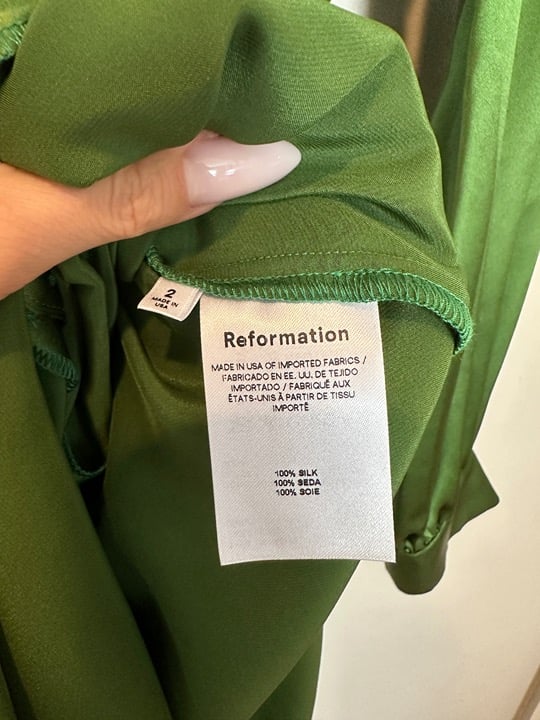 2
MADE IN
USA
Reformation
MADE IN USA OF IMPORTED FABRICS /
FABRICADO EN EE. UU. DE TEJIDO
IMPORTADO / FABRIQUÉ AUX
ÉTATS-UNIS À PARTIR DE TISSU
IMPORTÉ
100% SILK
100% SEDA
100% SOIE